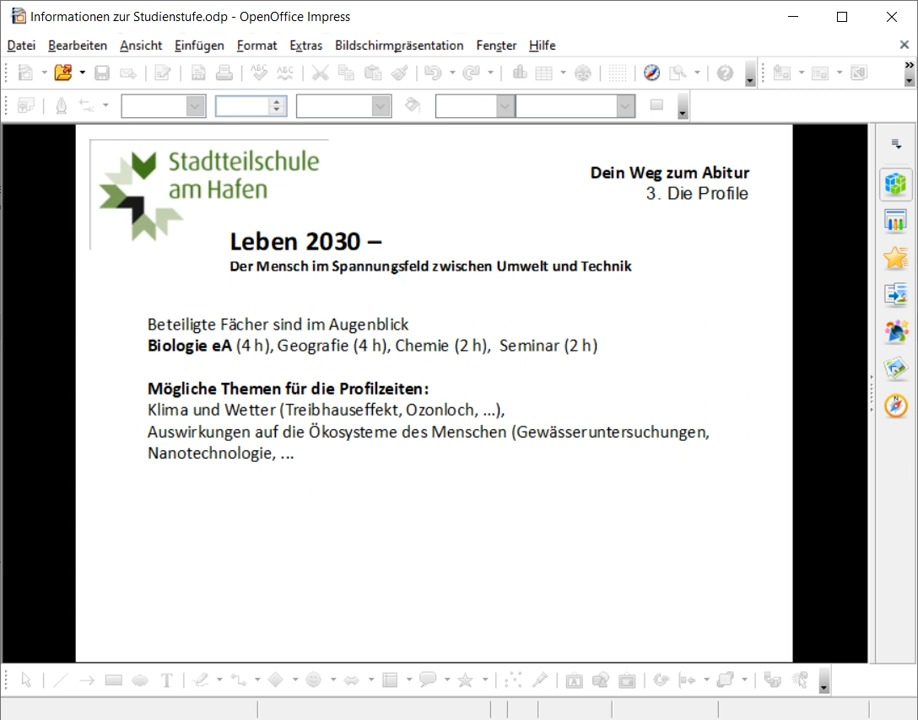 Informationen zur Studienstufe.odp - OpenOffice Impress
Datei Bearbeiten Ansicht Einfügen Format Extras Bildschirmpräsentation Fenster Hilfe
Stadtteilschule
am Hafen
Dein Weg zum Abitur
3. Die Profile
Leben 2030 –
Der Mensch im Spannungsfeld zwischen Umwelt und Technik
Beteiligte Fächer sind im Augenblick
Biologie eA (4 h), Geografie (4 h), Chemie (2 h), Seminar (2 h)
Mögliche Themen für die Profilzeiten:
Klima und Wetter (Treibhauseffekt, Ozonloch, ...),
Auswirkungen auf die Ökosysteme des Menschen (Gewässeruntersuchungen,
Nanotechnologie, ...